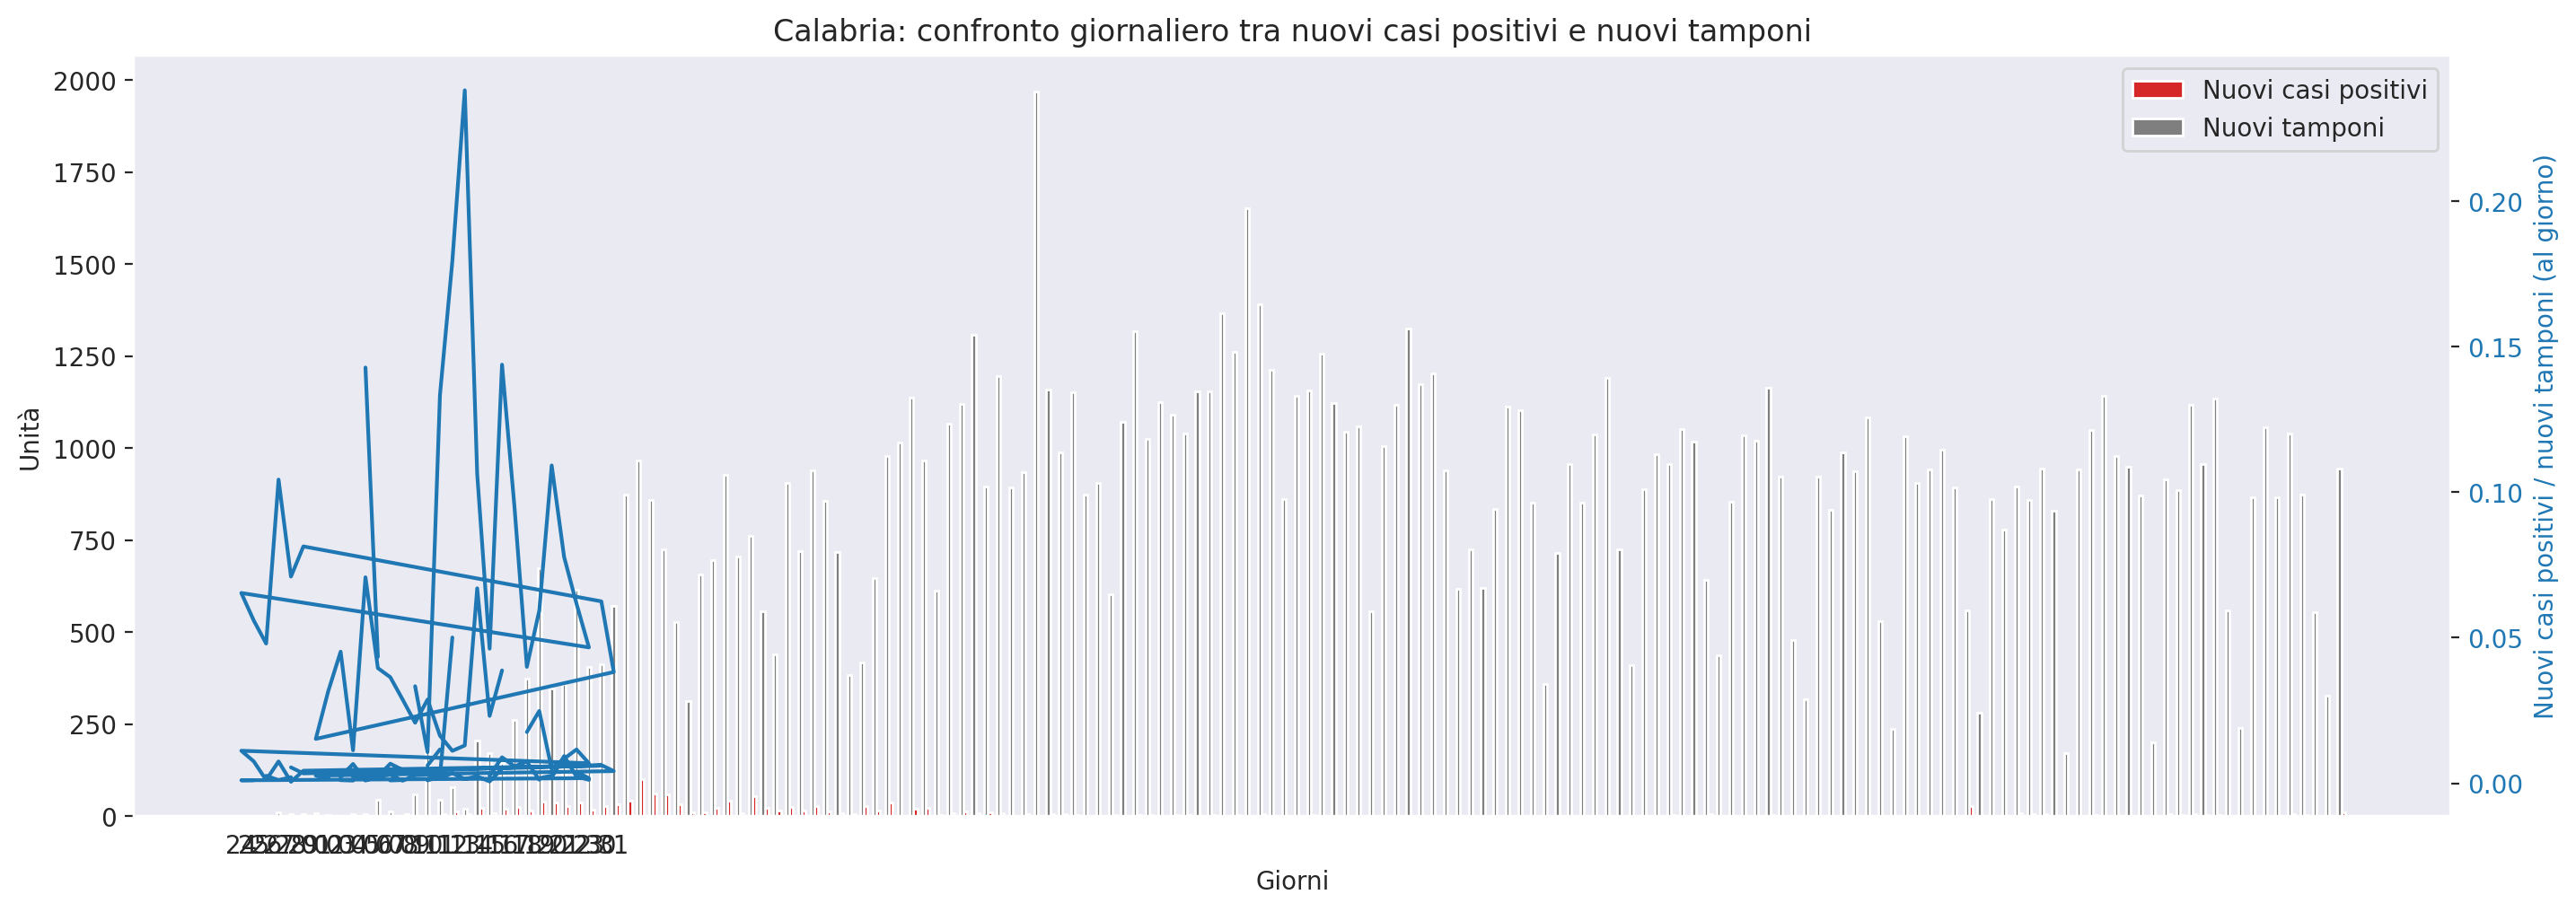 Calabria: confronto giornaliero tra nuovi casi positivi e nuovi tamponi
Nuovi casi positivi
Nuovi tamponi
2000
1750
1500
1250
1000
750
500
250
0
Unità
0.20
0.15
0.10
0.05
0.00
Nuovi casi positivi / nuovi tamponi (al giorno)
Giorni